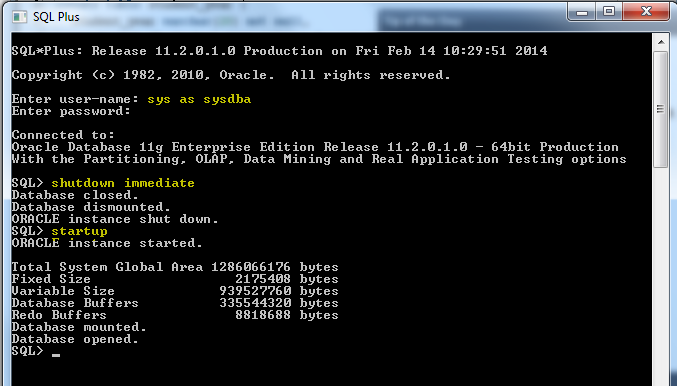 SQL Plus
SQL*Plus: Release 11.2.0.1.0 Production on Fri Feb 14 10:29:51 2014
Copyright (c) 1982, 2010, Oracle.  All rights reserved.
Enter user-name: sys as sysdba
Enter password:
Connected to:
Oracle Database 11g Enterprise Edition Release 11.2.0.1.0 - 64bit Production
With the Partitioning, OLAP, Data Mining and Real Application Testing options
SQL> shutdown immediate
Database closed.
Database dismounted.
ORACLE instance shut down.
SQL> startup
ORACLE instance started.
Total System Global Area 1286066176 bytes
Fixed Size                  2175408 bytes
Variable Size             939527760 bytes
Database Buffers          335544320 bytes
Redo Buffers                8818688 bytes
Database mounted.
Database opened.
SQL> _